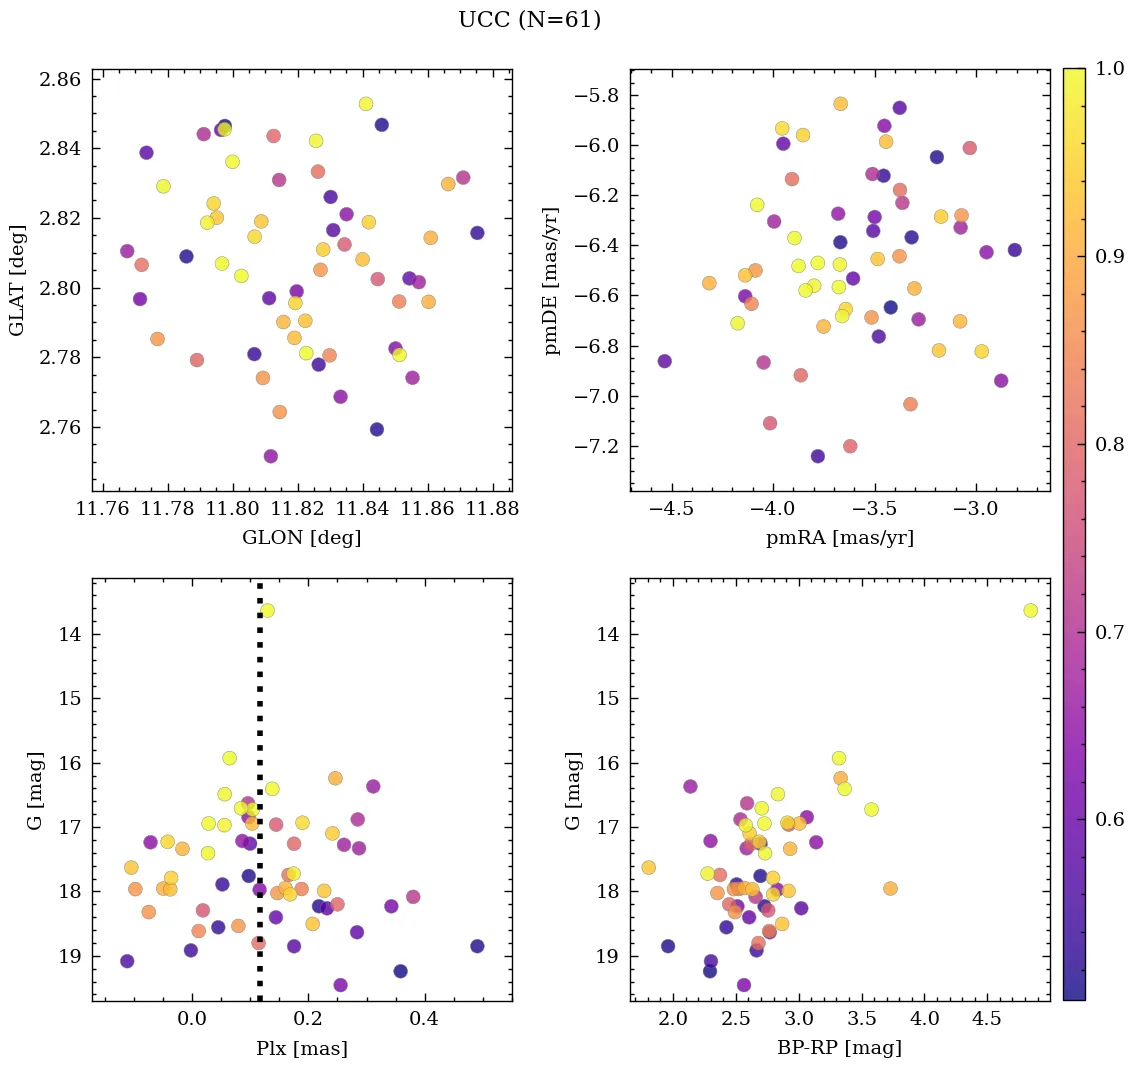 UCC (N=61)
2.86
2.84
2.82
2.80
2.78
2.76
GLAT [deg]
11.76 11.78 11.80 11.82 11.84 11.86 11.88
GLON [deg]
−5.8
−6.0
−6.2
−6.4
−6.6
−6.8
−7.0
−7.2
pmDE [mas/yr]
−4.5 −4.0 −3.5 −3.0
pmRA [mas/yr]
1.0
0.9
0.8
0.7
0.6
14
15
16
17
18
19
G [mag]
0.0 0.2 0.4
Plx [mas]
14
15
16
17
18
19
G [mag]
2.0 2.5 3.0 3.5 4.0 4.5
BP-RP [mag]